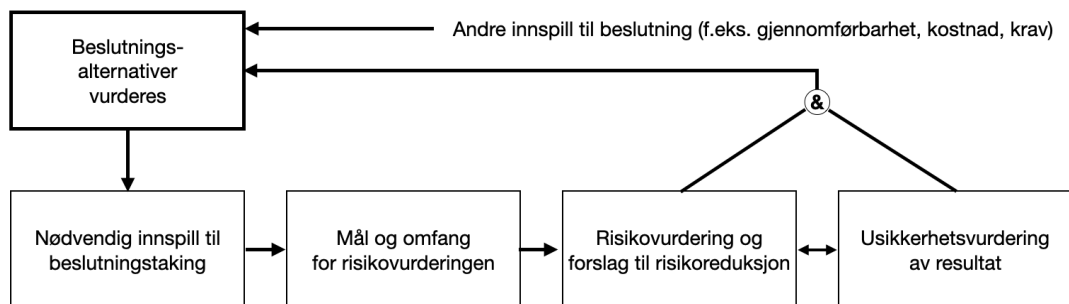 Andre innspill til beslutning (f.eks. gjennomførbarhet, kostnad, krav)
Beslutnings-
alternativer
vurderes
&
Nødvendig innspill til
beslutningstaking
Mål og omfang
for risikovurderingen
Risikovurdering og
forslag til risikoreduksjon
Usikkerhetsvurdering
av resultat